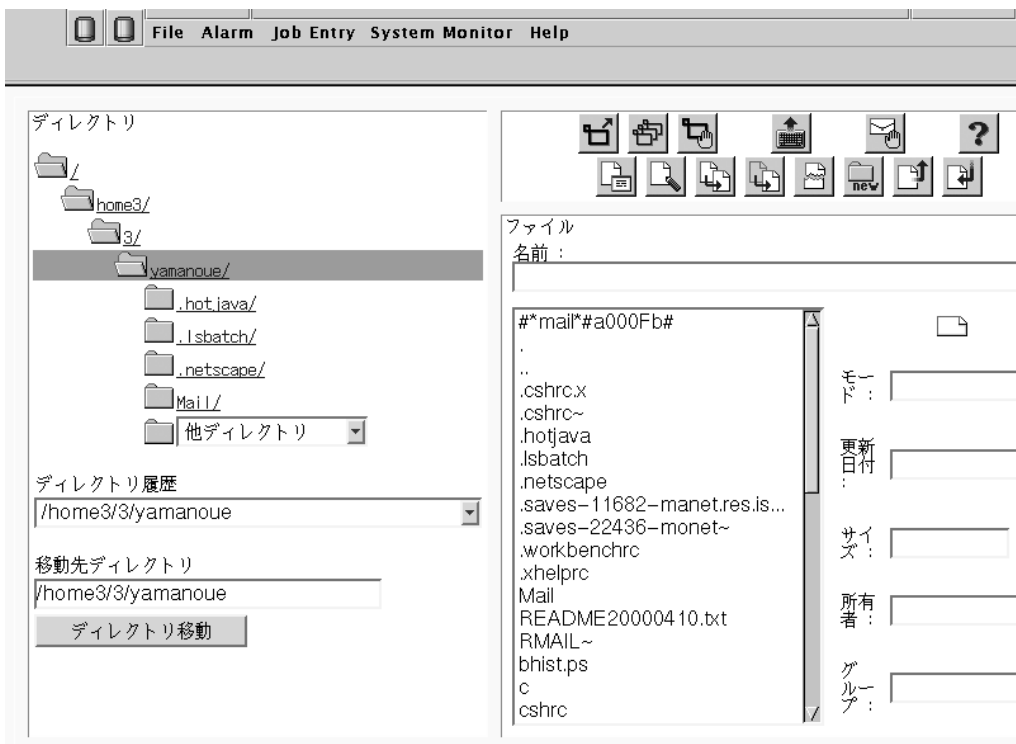 File Alarm Job Entry System Monitor Help
ディレクトリ
/
home3/
3/
yamanoue/
.hotjava/
.lsbatch/
.netscape/
Mail/
他ディレクトリ
ディレクトリ履歴
/home3/3/yamanoue
移動先ディレクトリ
/home3/3/yamanoue
ディレクトリ移動
?
new
ファイル
名前 :
#*mail*#a000Fb#
.
..
.cshrc.x
.cshrc~
.hotjava
.lsbatch
.netscape
.saves-11682-manet.res.is...
.saves-22436-monet~
.workbenchrc
.xhelprc
Mail
README20000410.txt
RMAIL~
bhist.ps
c
cshrc
モー
ド :
更新
日付
:
サイ
ズ :
所有
者 :
グ
ルー
プ :